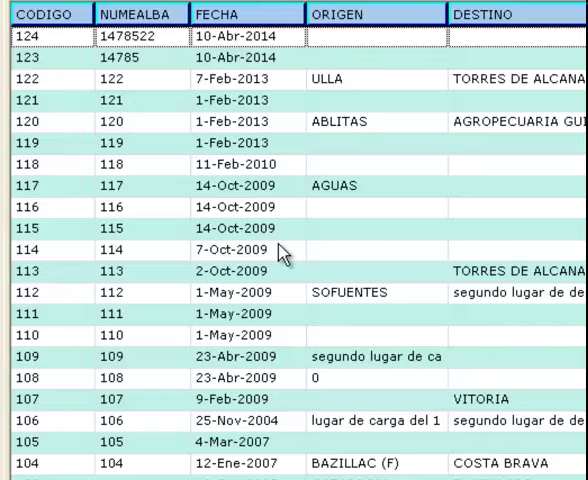 CODIGO NUMEALBA FECHA ORIGEN DESTINO
124 1478522 10-Abr-2014
123 14785 10-Abr-2014
122 122 7-Feb-2013 ULLA TORRES DE ALCANA
121 121 1-Feb-2013
120 120 1-Feb-2013 ABLITAS AGROPECUARIA GUI
119 119 1-Feb-2013
118 118 11-Feb-2010
117 117 14-Oct-2009 AGUAS
116 116 14-Oct-2009
115 115 14-Oct-2009
114 114 7-Oct-2009
113 113 2-Oct-2009 TORRES DE ALCANA
112 112 1-May-2009 SOFUENTES segundo lugar de de
111 111 1-May-2009
110 110 1-May-2009
109 109 23-Abr-2009 segundo lugar de ca
108 108 23-Abr-2009 0
107 107 9-Feb-2009 VITORIA
106 106 25-Nov-2004 lugar de carga del 1 segundo lugar de de
105 105 4-Mar-2007
104 104 12-Ene-2007 BAZILLAC (F) COSTA BRAVA